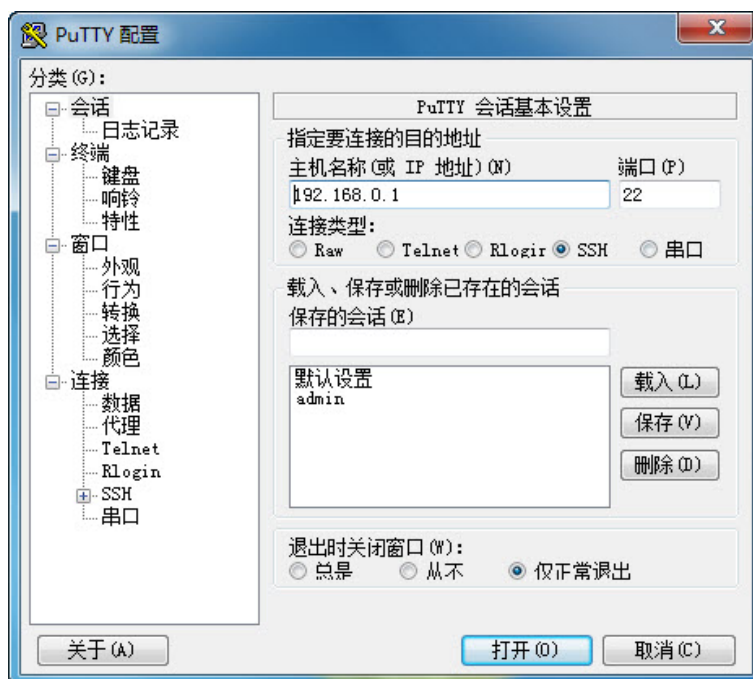 PuTTY 配置
分类(G):
会话
日志记录
终端
键盘
响铃
特性
窗口
外观
行为
转换
选择
颜色
连接
数据
代理
Telnet
Rlogin
SSH
串口
PuTTY 会话基本设置
指定要连接的目的地址
主机名称(或 IP 地址)(N) 端口(P)
192.168.0.1 22
连接类型:
Raw Telnet Rlogir SSH 串口
载入、保存或删除已存在的会话
保存的会话(E)
默认设置
admin
载入(L)
保存(V)
删除(D)
退出时关闭窗口(W):
总是 从不 仅正常退出
关于(A) 打开(O) 取消(C)